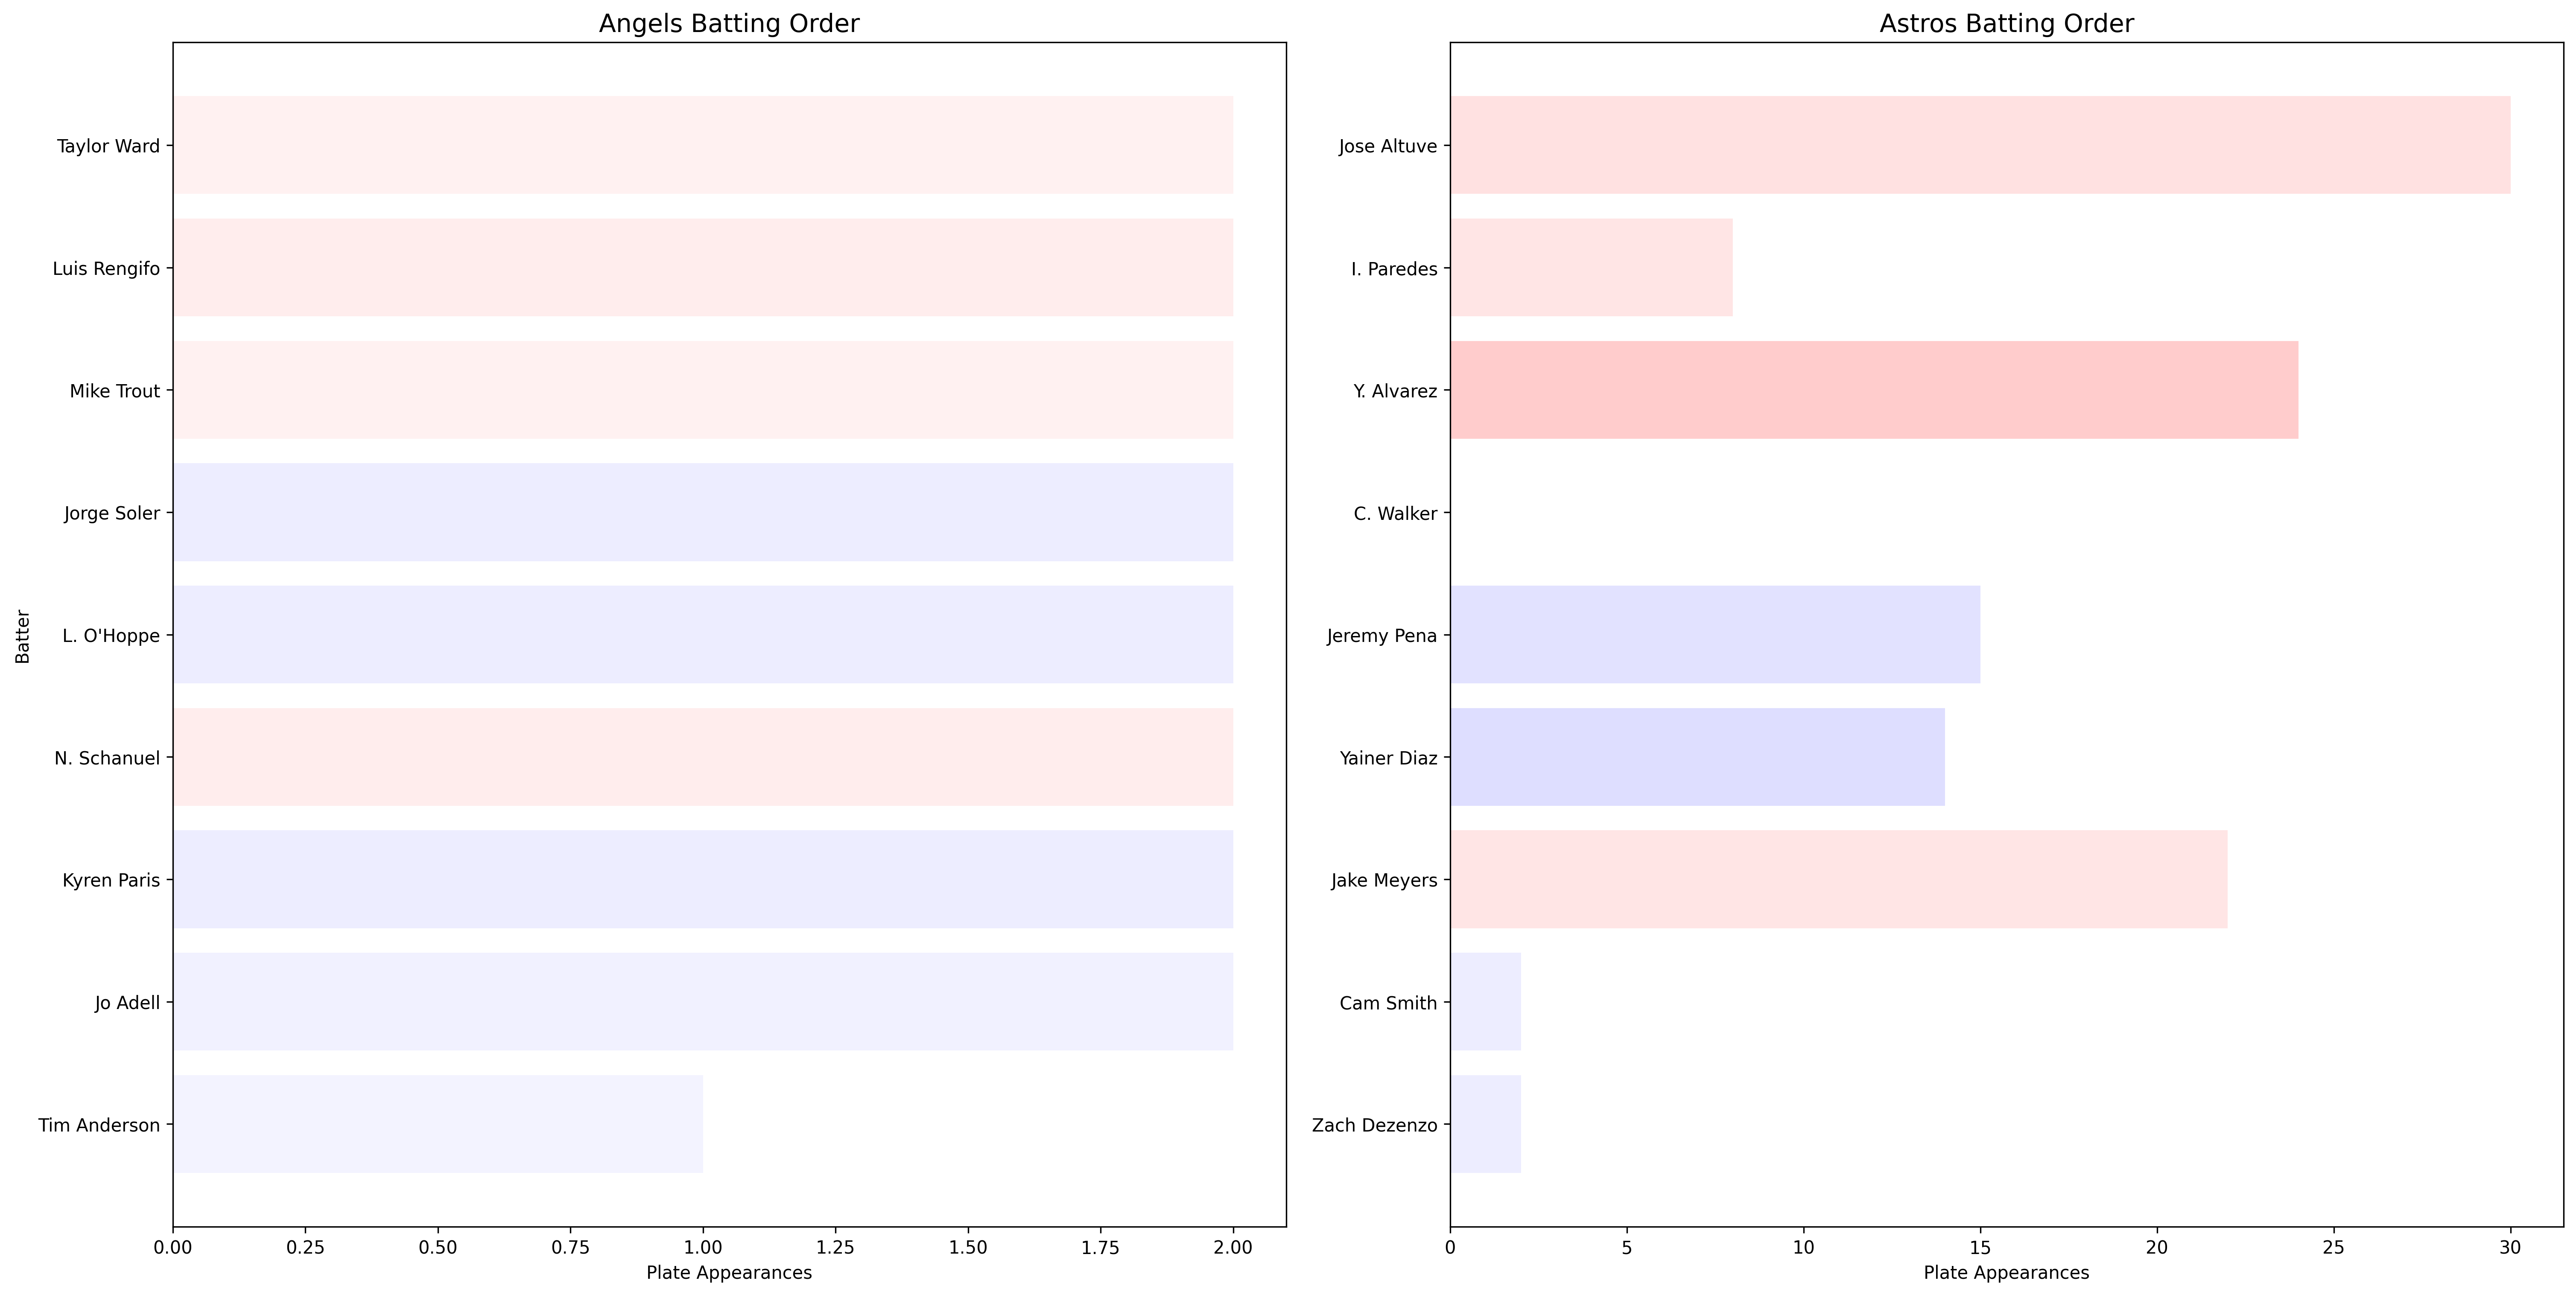 Angels Batting Order
Batter
Taylor Ward
Luis Rengifo
Mike Trout
Jorge Soler
L. O'Hoppe
N. Schanuel
Kyren Paris
Jo Adell
Tim Anderson
0.00 0.25 0.50 0.75 1.00 1.25 1.50 1.75 2.00
Plate Appearances
Astros Batting Order
Jose Altuve
I. Paredes
Y. Alvarez
C. Walker
Jeremy Pena
Yainer Diaz
Jake Meyers
Cam Smith
Zach Dezenzo
0 5 10 15 20 25 30
Plate Appearances